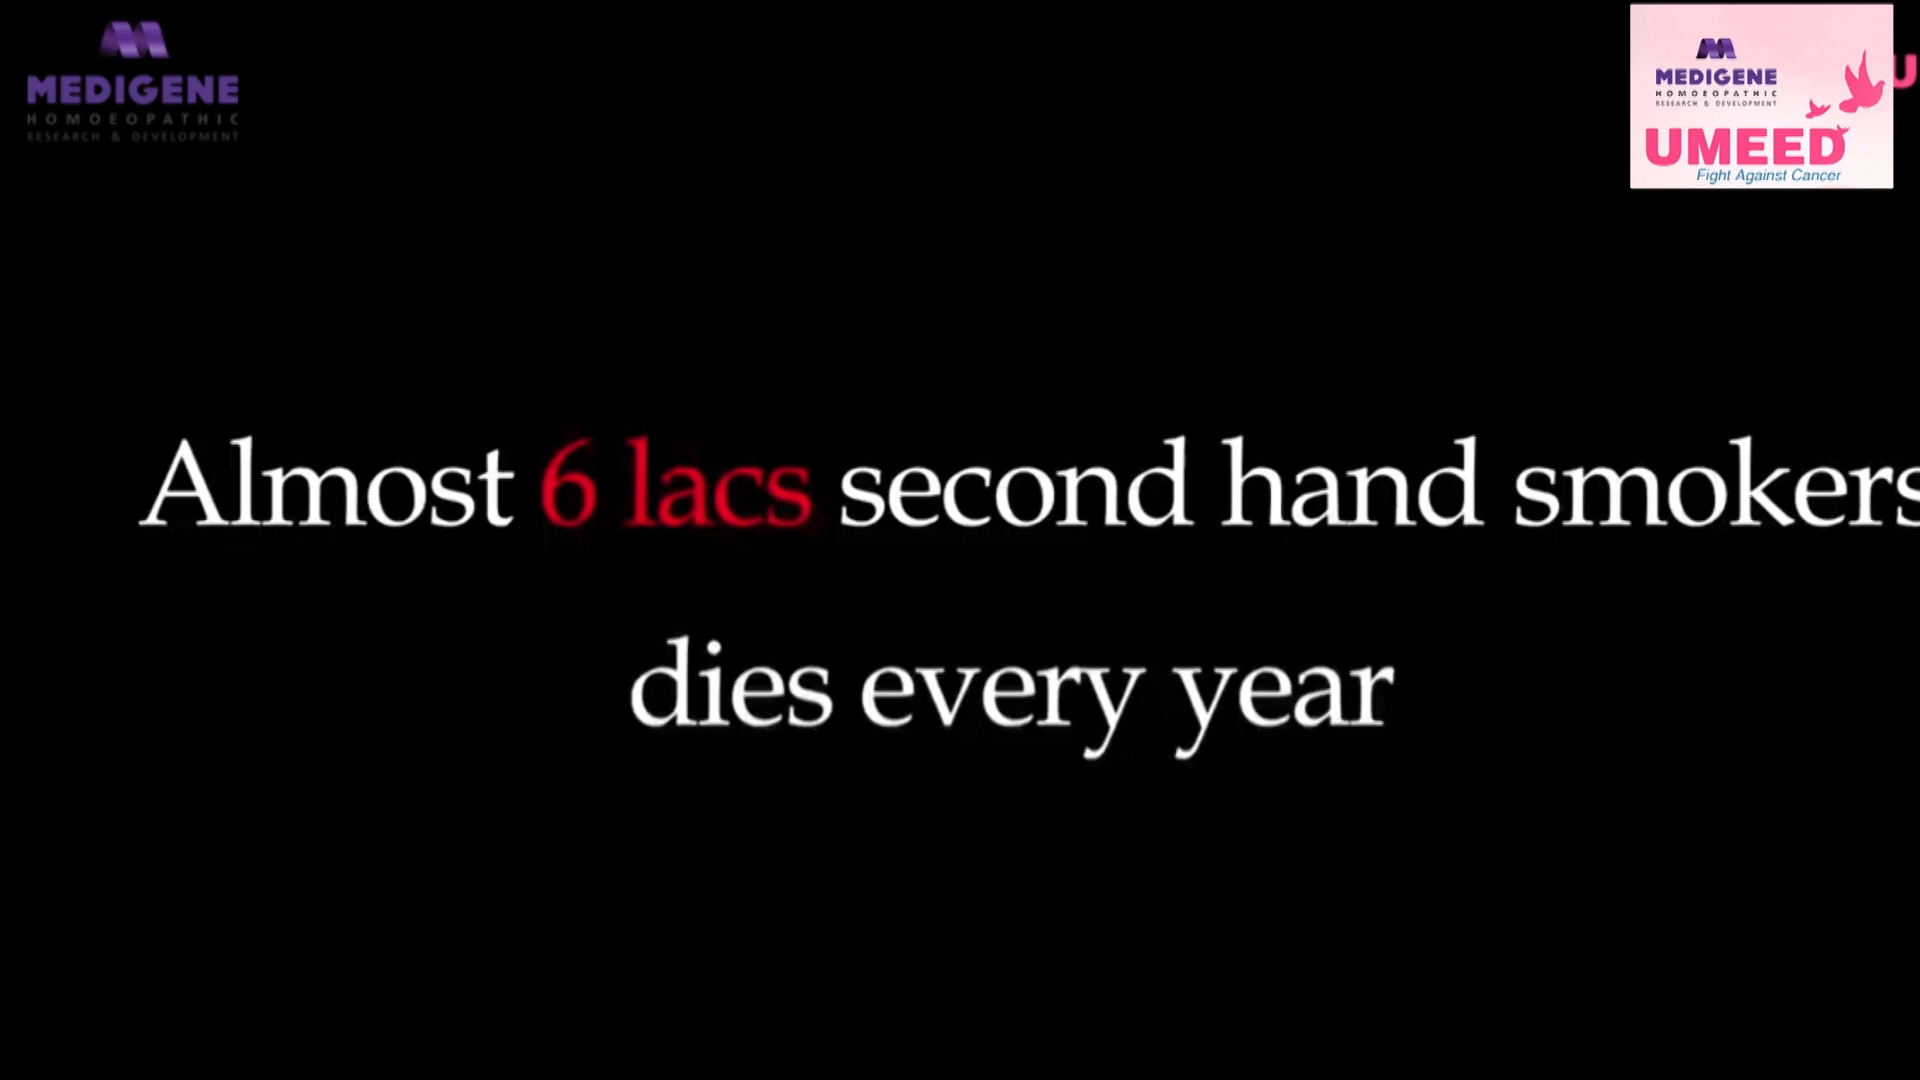 MEDIGENE
HOMOEOPATHIC
RESEARCH & DEVELOPMENT
MEDIGENE
HOMOEOPATHIC
RESEARCH & DEVELOPMENT
UMEED
Fight Against Cancer
U
Almost 6 lacs second hand smokers
dies every year